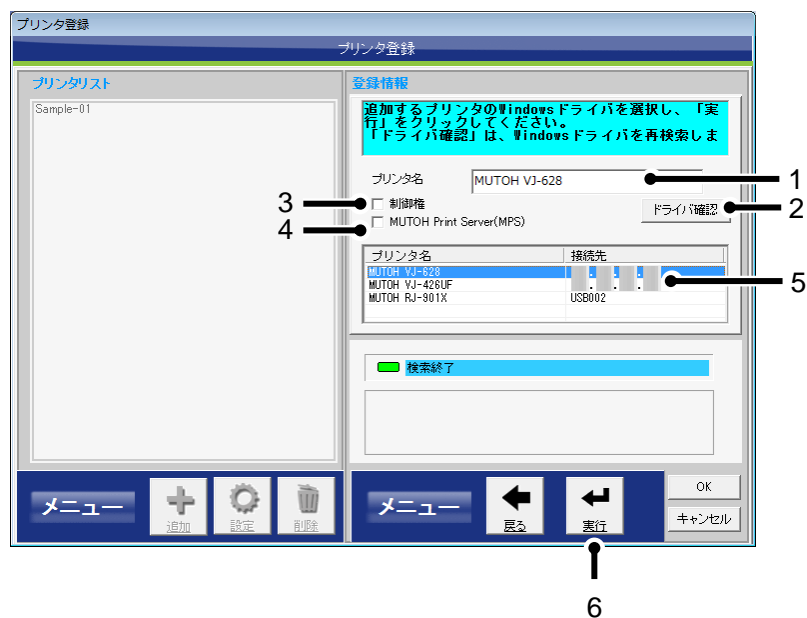 プリンタ登録
プリンタ登録
プリンタリスト
Sample-01
登録情報
追加するプリンタのWindowsドライバを選択し、「実
行」をクリックしてください。
「ドライバ確認」は、Windowsドライバを再検索しま
プリンタ名 MUTOH VJ-628
1
3
制御権
ドライバ確認
2
4
MUTOH Print Server(MPS)
プリンタ名 接続先
MUTOH VJ-628
MUTOH VJ-426UF
MUTOH RJ-901X USB002
5
検索終了
メニュー
追加
設定
削除
メニュー
戻る
実行
OK
キャンセル
6